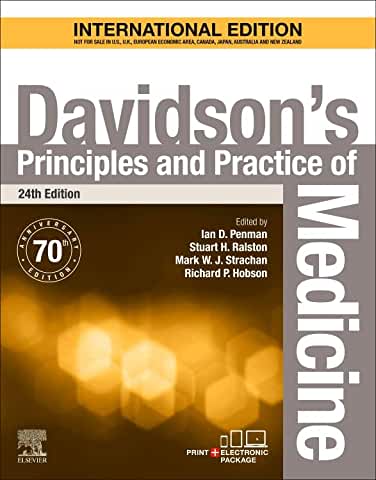 INTERNATIONAL EDITION
NOT FOR SALE IN U.S., U.K., EUROPEAN ECONOMIC AREA, CANADA, JAPAN, AUSTRALIA AND NEW ZEALAND
Davidson's
Principles and Practice of
Medicine
24th Edition
Edited by
Ian D. Penman
Stuart H. Ralston
Mark W. J. Strachan
Richard P. Hobson
ANNIVERSARY
70th
EDITION
ELSEVIER
PRINT + ELECTRONIC
PACKAGE